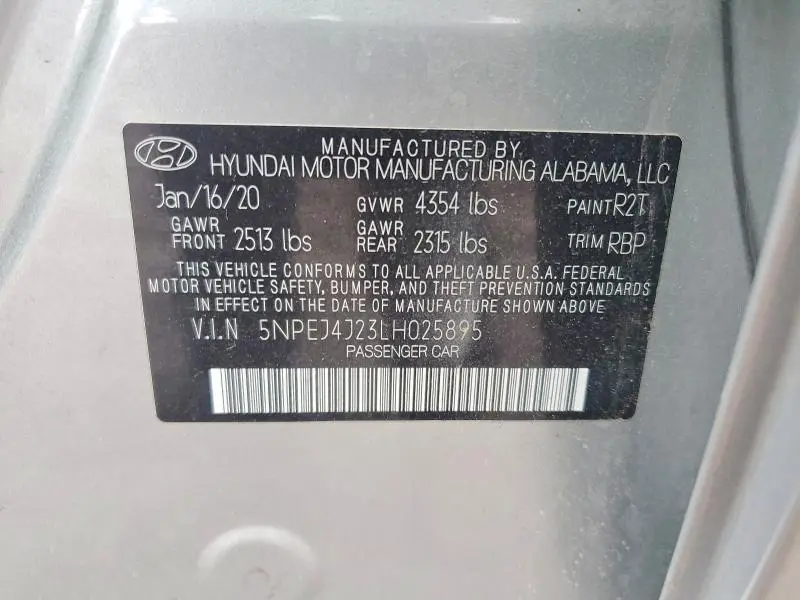 MANUFACTURED BY
HYUNDAI MOTOR MANUFACTURING ALABAMA, LLC
Jan/16/20 GVWR 4354 lbs PAINT R2T
GAWR FRONT 2513 lbs GAWR REAR 2315 lbs TRIM RBP
THIS VEHICLE CONFORMS TO ALL APPLICABLE U.S.A. FEDERAL
MOTOR VEHICLE SAFETY, BUMPER, AND THEFT PREVENTION STANDARDS
IN EFFECT ON THE DATE OF MANUFACTURE SHOWN ABOVE
V.I.N 5NPEJ4J23LH025895
PASSENGER CAR